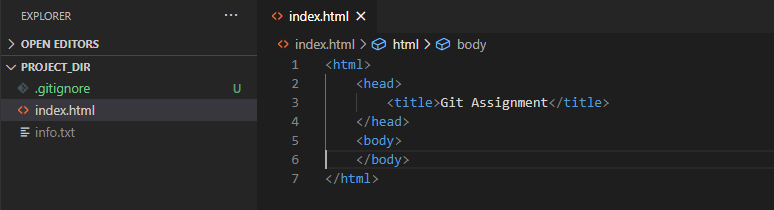 EXPLORER
OPEN EDITORS
PROJECT_DIR
.gitignore U
index.html
info.txt
index.html
index.html > html > body
1 <html>
2     <head>
3         <title>Git Assignment</title>
4     </head>
5     <body>
6     </body>
7 </html>